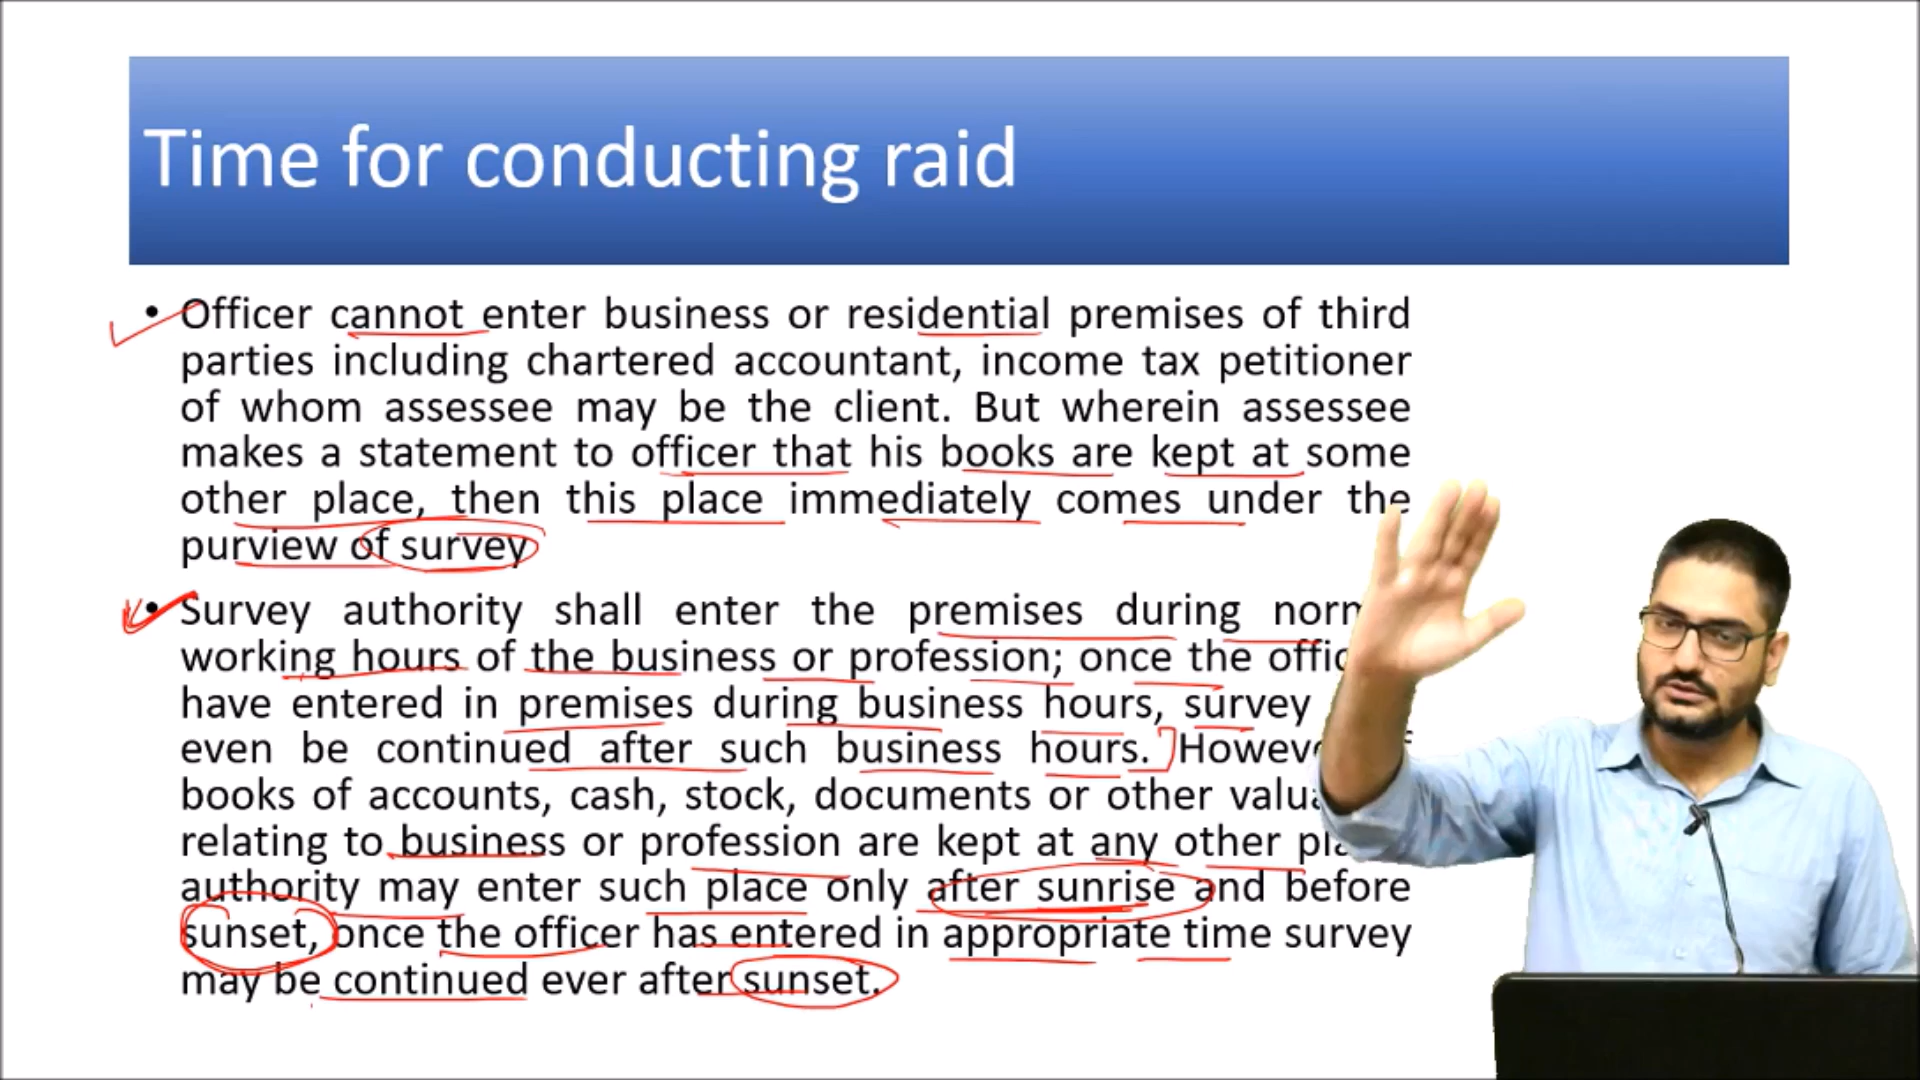 Time for conducting raid
• Officer cannot enter business or residential premises of third
parties including chartered accountant, income tax petitioner
of whom assessee may be the client. But wherein assessee
makes a statement to officer that his books are kept at some
other place, then this place immediately comes under the
purview of survey
• Survey authority shall enter the premises during
working hours of the business or profession; once the
have entered in premises during business hours, survey
even be continued after such business hours.
books of accounts, cash, stock, documents or other
relating to business or profession are kept at any other
authority may enter such place only after sunrise and before
sunset, once the officer has entered in appropriate time survey
may be continued ever after sunset.